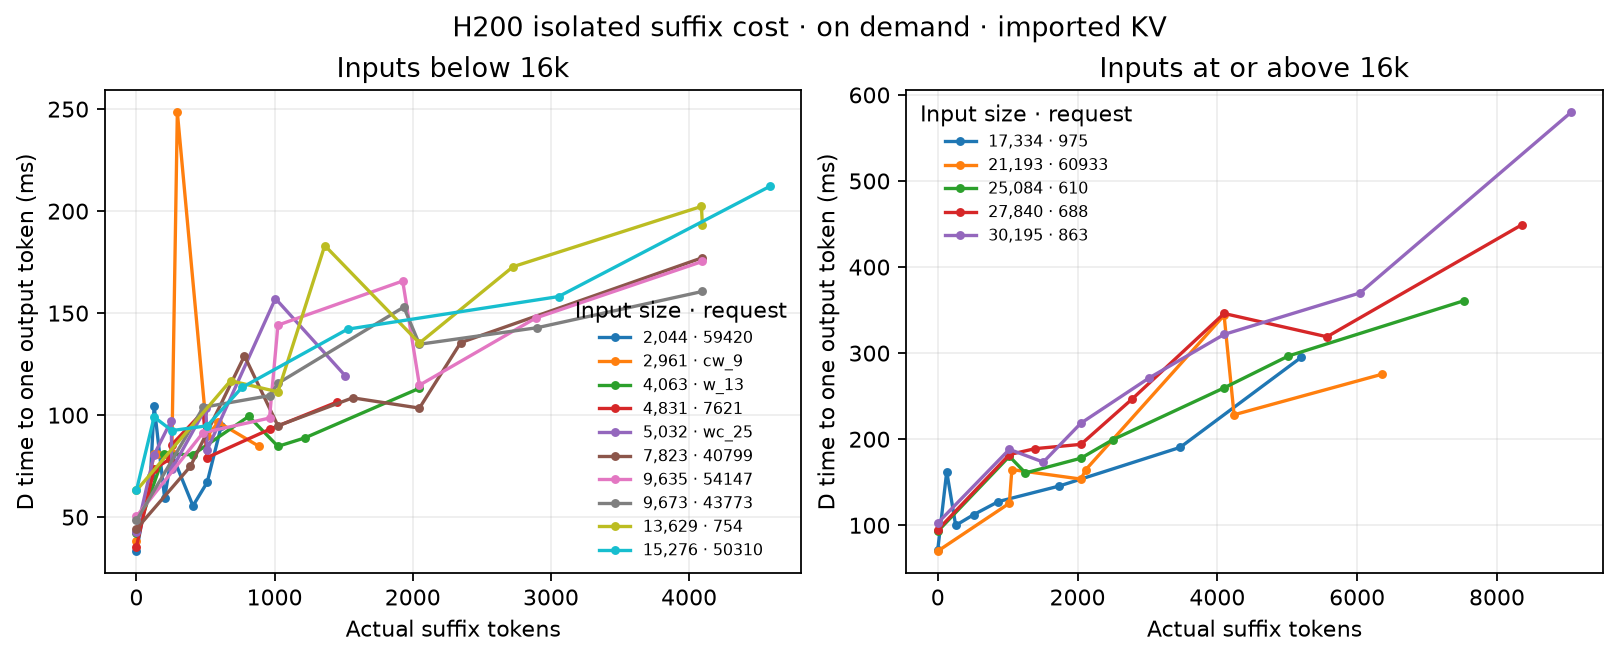 H200 isolated suffix cost · on demand · imported KV
Inputs below 16k
D time to one output token (ms)
250
200
150
100
50
0
1000
2000
3000
4000
Actual suffix tokens
Input size · request
2,044 · 59420
2,961 · cw_9
4,063 · w_13
4,831 · 7621
5,032 · wc_25
7,823 · 40799
9,635 · 54147
9,673 · 43773
13,629 · 754
15,276 · 50310
Inputs at or above 16k
D time to one output token (ms)
600
500
400
300
200
100
0
2000
4000
6000
8000
Actual suffix tokens
Input size · request
17,334 · 975
21,193 · 60933
25,084 · 610
27,840 · 688
30,195 · 863